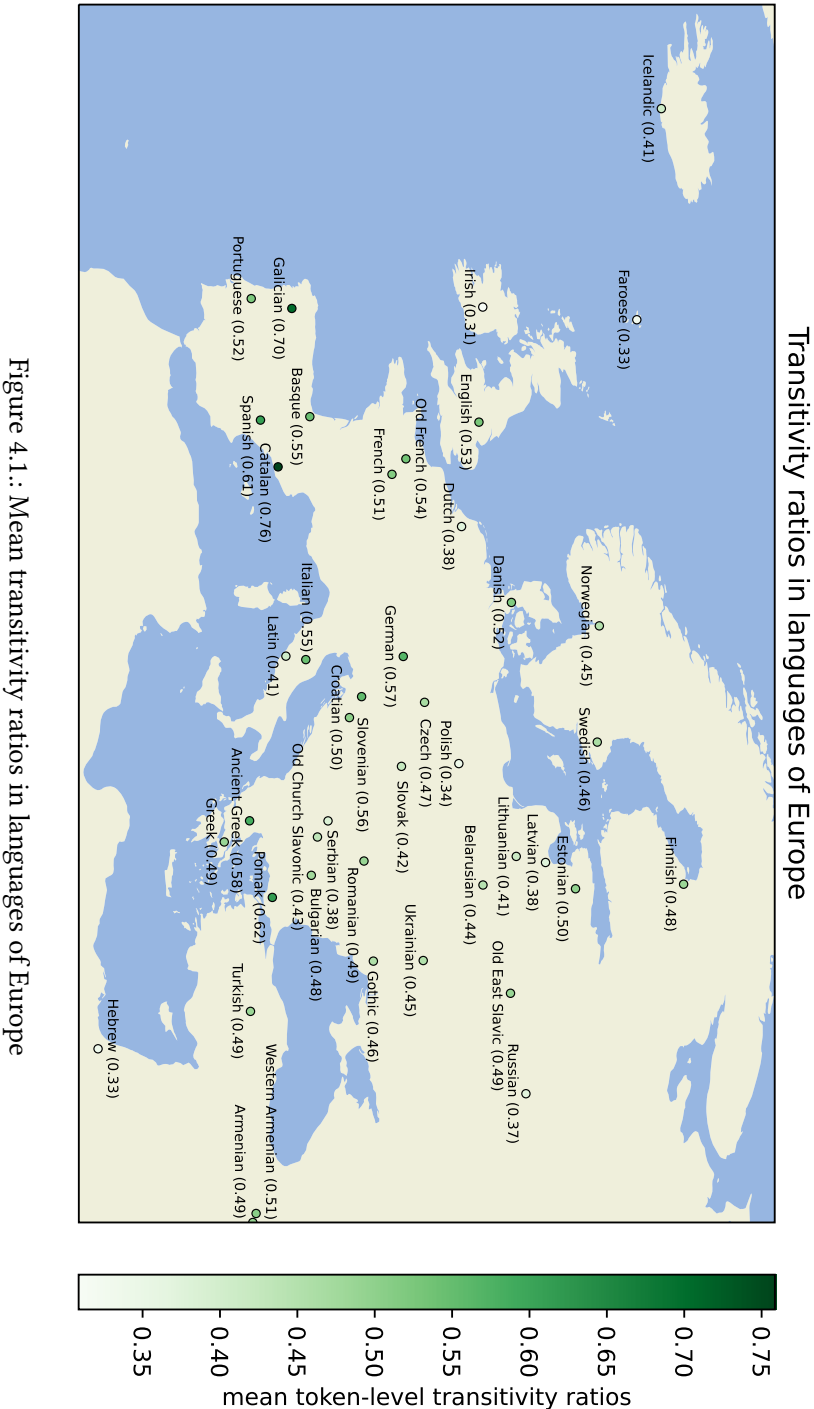 Transitivity ratios in languages of Europe
Icelandic (0.41)
Faroese (0.33)
Norwegian (0.45)
Swedish (0.46)
Finnish (0.48)
Estonian (0.50)
Latvian (0.38)
Lithuanian (0.41)
Russian (0.37)
Old East Slavic (0.49)
Danish (0.52)
Irish (0.31)
English (0.53)
Dutch (0.38)
Polish (0.34)
Belarusian (0.44)
Old French (0.54)
French (0.51)
German (0.57)
Czech (0.47)
Slovak (0.42)
Ukrainian (0.45)
Slovenian (0.56)
Croatian (0.50)
Romanian (0.49)
Gothic (0.46)
Serbian (0.38)
Bulgarian (0.48)
Old Church Slavonic (0.43)
Galician (0.70)
Basque (0.55)
Italian (0.55)
Portuguese (0.52)
Spanish (0.61)
Catalan (0.76)
Latin (0.41)
Ancient Greek (0.58)
Pomak (0.62)
Greek (0.49)
Turkish (0.49)
Western Armenian (0.51)
Armenian (0.49)
Hebrew (0.33)
0.75
0.70
0.65
0.60
0.55
0.50
0.45
0.40
0.35
mean token-level transitivity ratios
Figure 4.1.: Mean transitivity ratios in languages of Europe